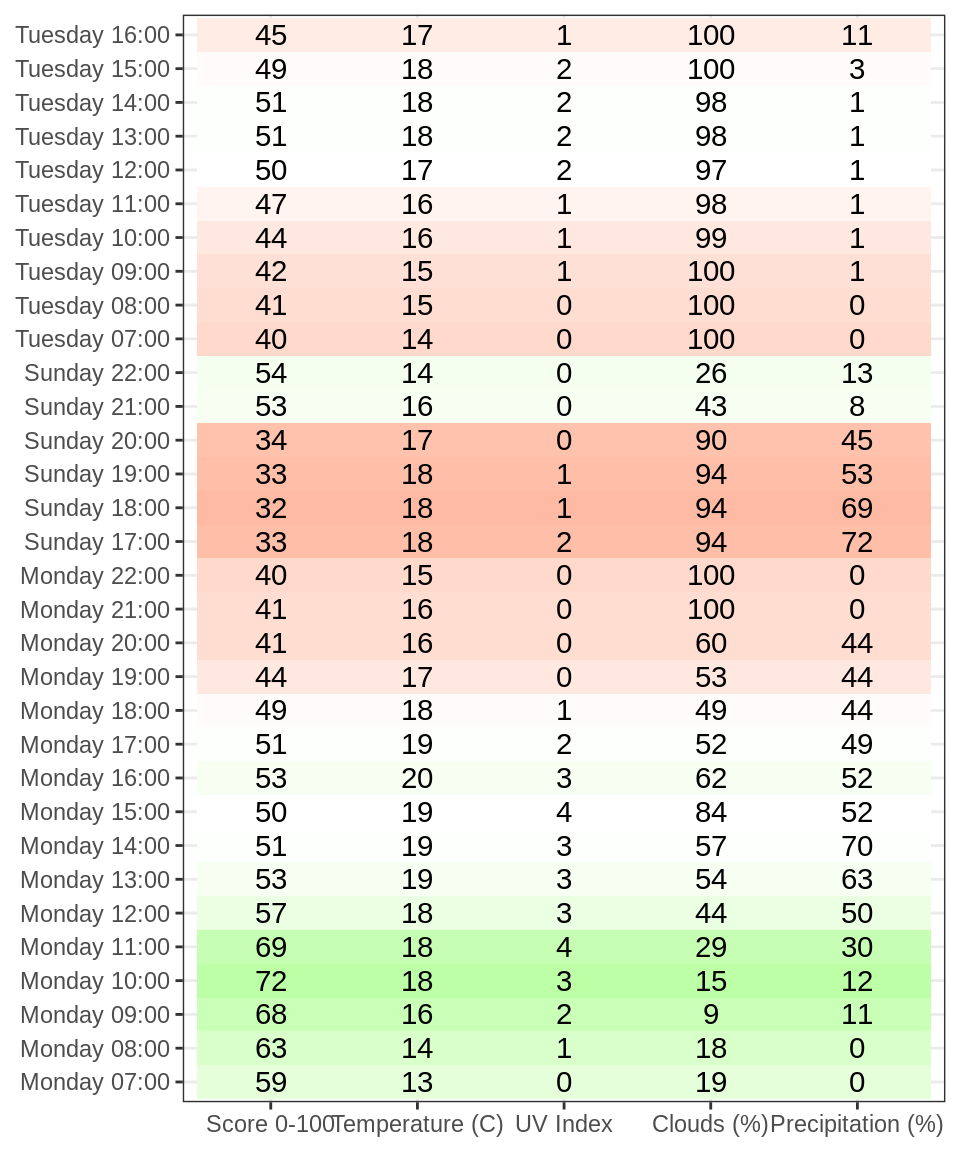 Tuesday 16:00 45 17 1 100 11
Tuesday 15:00 49 18 2 100 3
Tuesday 14:00 51 18 2 98 1
Tuesday 13:00 51 18 2 98 1
Tuesday 12:00 50 17 2 97 1
Tuesday 11:00 47 16 1 98 1
Tuesday 10:00 44 16 1 99 1
Tuesday 09:00 42 15 1 100 1
Tuesday 08:00 41 15 0 100 0
Tuesday 07:00 40 14 0 100 0
Sunday 22:00 54 14 0 26 13
Sunday 21:00 53 16 0 43 8
Sunday 20:00 34 17 0 90 45
Sunday 19:00 33 18 1 94 53
Sunday 18:00 32 18 1 94 69
Sunday 17:00 33 18 2 94 72
Monday 22:00 40 15 0 100 0
Monday 21:00 41 16 0 100 0
Monday 20:00 41 16 0 60 44
Monday 19:00 44 17 0 53 44
Monday 18:00 49 18 1 49 44
Monday 17:00 51 19 2 52 49
Monday 16:00 53 20 3 62 52
Monday 15:00 50 19 4 84 52
Monday 14:00 51 19 3 57 70
Monday 13:00 53 19 3 54 63
Monday 12:00 57 18 3 44 50
Monday 11:00 69 18 4 29 30
Monday 10:00 72 18 3 15 12
Monday 09:00 68 16 2 9 11
Monday 08:00 63 14 1 18 0
Monday 07:00 59 13 0 19 0
Score 0-100 Temperature (C) UV Index Clouds (%) Precipitation (%)